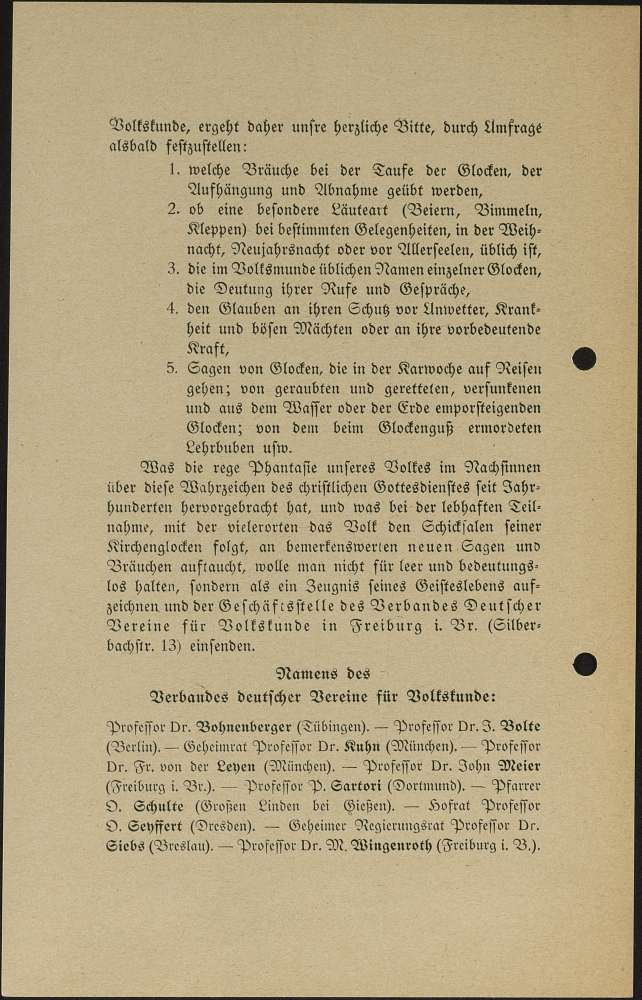 Volkskunde, ergeht daher unsre herzliche Bitte, durch Umfrage
alsbald festzustellen:
1. welche Bräuche bei der Taufe der Glocken, der
Aufhängung und Abnahme geübt werden,
2. ob eine besondere Läuteart (Beiern, Bimmeln,
Kleppen) bei bestimmten Gelegenheiten, in der Weih-
nacht, Neujahrsnacht oder vor Allerseelen, üblich ist,
3. die im Volksmunde üblichen Namen einzelner Glocken,
die Deutung ihrer Rufe und Gespräche,
4. den Glauben an ihren Schutz vor Unwetter, Krank-
heit und bösen Mächten oder an ihre vorbedeutende
Kraft,
5. Sagen von Glocken, die in der Karwoche auf Reisen
gehen; von geraubten und geretteten, versunkenen
und aus dem Wasser oder der Erde emporsteigenden
Glocken; von dem beim Glockenguß ermordeten
Lehrbuben usw.
Was die rege Phantasie unseres Volkes im Nachsinnen
über diese Wahrzeichen des christlichen Gottesdienstes seit Jahr-
hunderten hervorgebracht hat, und was bei der lebhaften Teil-
nahme, mit der vielerorten das Volk den Schicksalen seiner
Kirchenglocken folgt, an bemerkenswerten neuen Sagen und
Bräuchen auftaucht, wolle man nicht für leer und bedeutungs-
los halten, sondern als ein Zeugnis seines Geisteslebens auf-
zeichnen und der Geschäftsstelle des Verbandes Deutscher
Vereine für Volkskunde in Freiburg i. Br. (Silber-
bachstr. 13) einsenden.
Namens des
Verbandes deutscher Vereine für Volkskunde:
Professor Dr. Bohnenberger (Tübingen). — Professor Dr. J. Bolte
(Berlin). — Geheimrat Professor Dr. Kuhn (München). — Professor
Dr. Fr. von der Leyen (München). — Professor Dr. John Meier
(Freiburg i. Br.). — Professor P. Sartori (Dortmund). — Pfarrer
O. Schulte (Großen Linden bei Gießen). — Hofrat Professor
O. Seyffert (Dresden). — Geheimer Regierungsrat Professor Dr.
Siebs (Breslau). — Professor Dr. M. Wingenroth (Freiburg i. B.).